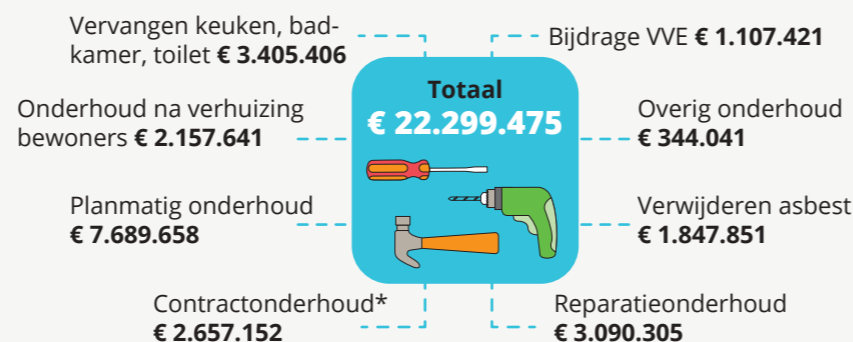 Vervangen keuken, bad-
kamer, toilet € 3.405.406
Bijdrage VVE € 1.107.421
Totaal
€ 22.299.475
Onderhoud na verhuizing
bewoners € 2.157.641
Overig onderhoud
€ 344.041
Planmatig onderhoud
€ 7.689.658
Verwijderen asbest
€ 1.847.851
Contractonderhoud*
€ 2.657.152
Reparatieonderhoud
€ 3.090.305